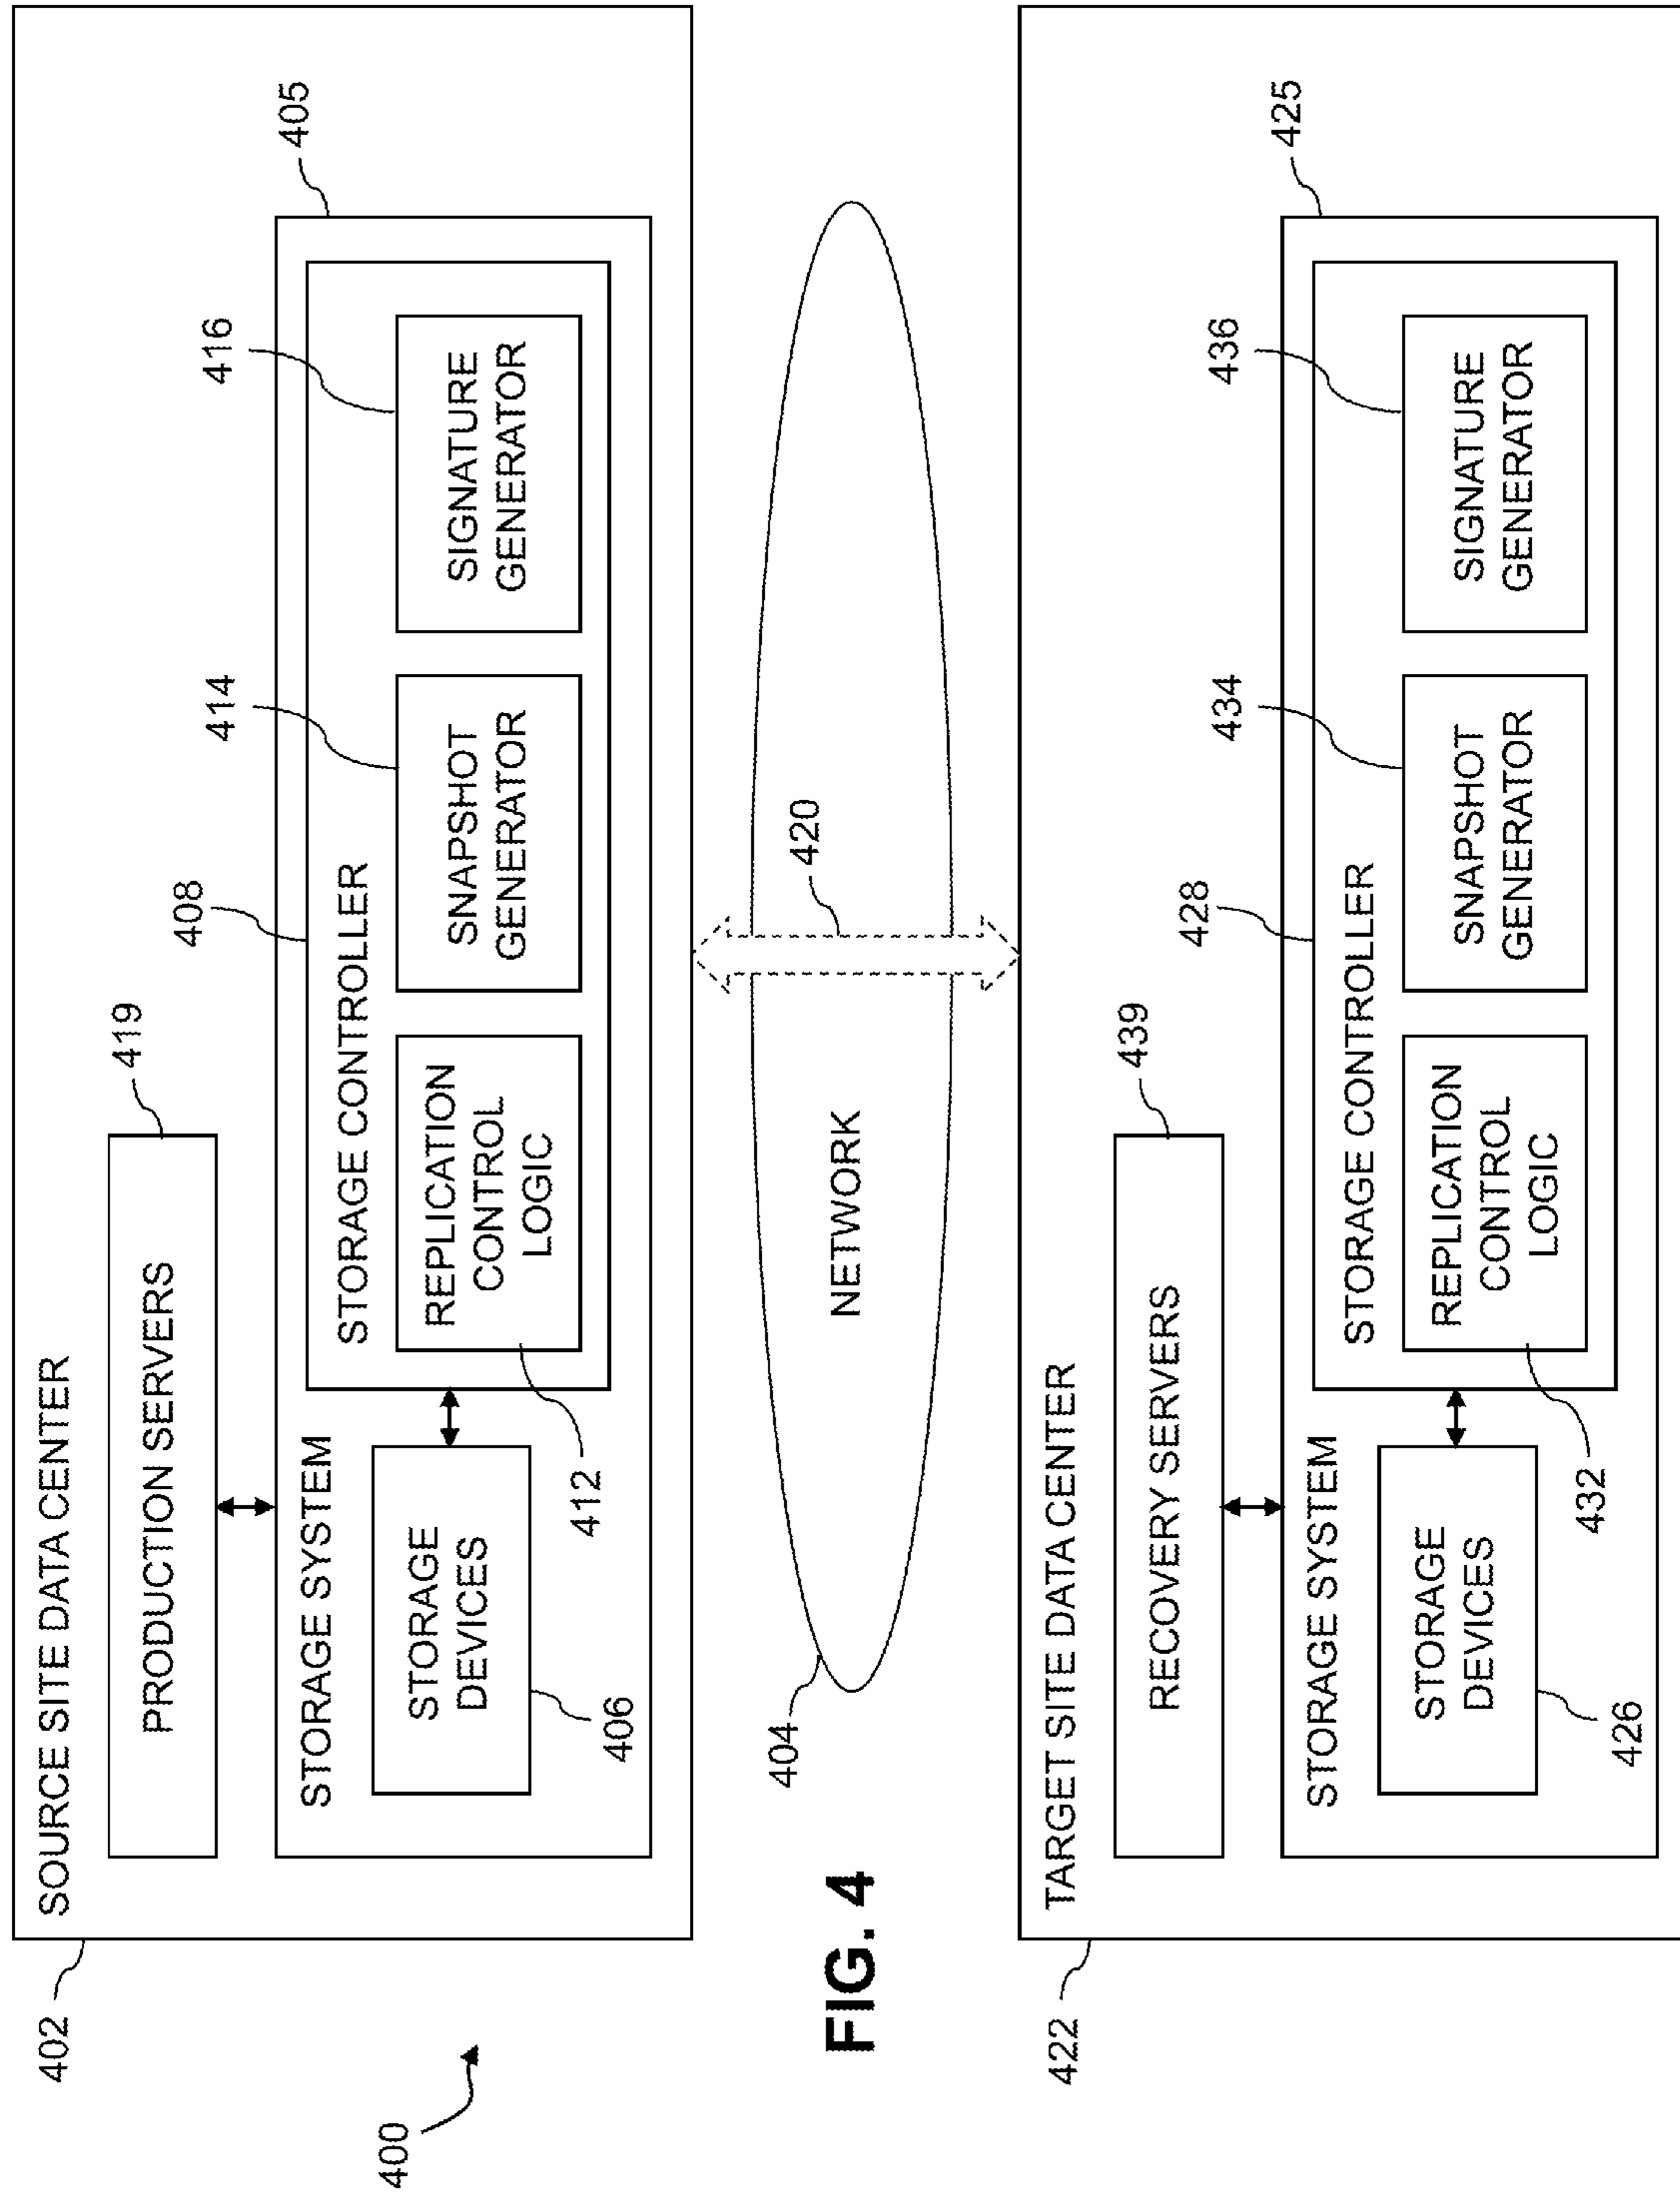 400
402
SOURCE SITE DATA CENTER
PRODUCTION SERVERS
419
STORAGE SYSTEM
405
STORAGE DEVICES
406
408
STORAGE CONTROLLER
REPLICATION
CONTROL
LOGIC
412
414
SNAPSHOT
GENERATOR
416
SIGNATURE
GENERATOR
404
NETWORK
420
FIG. 4
422
TARGET SITE DATA CENTER
RECOVERY SERVERS
439
STORAGE SYSTEM
425
STORAGE
DEVICES
426
428
STORAGE CONTROLLER
REPLICATION
CONTROL
LOGIC
432
434
SNAPSHOT
GENERATOR
436
SIGNATURE
GENERATOR